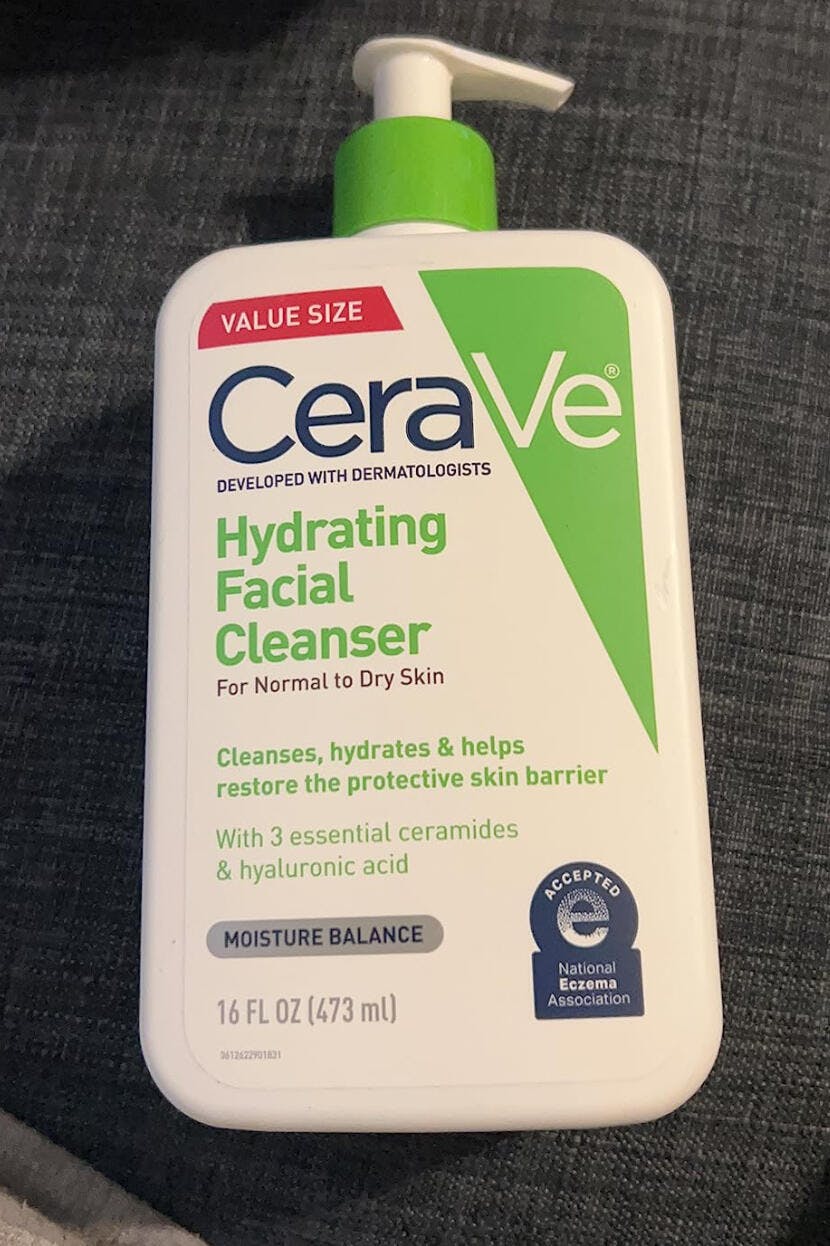 VALUE SIZE
CeraVe®
DEVELOPED WITH DERMATOLOGISTS
Hydrating
Facial
Cleanser
For Normal to Dry Skin
Cleanses, hydrates & helps
restore the protective skin barrier
With 3 essential ceramides
& hyaluronic acid
MOISTURE BALANCE
ACCEPTED
e
National
Eczema
Association
16 FL OZ (473 ml)
3612622901831